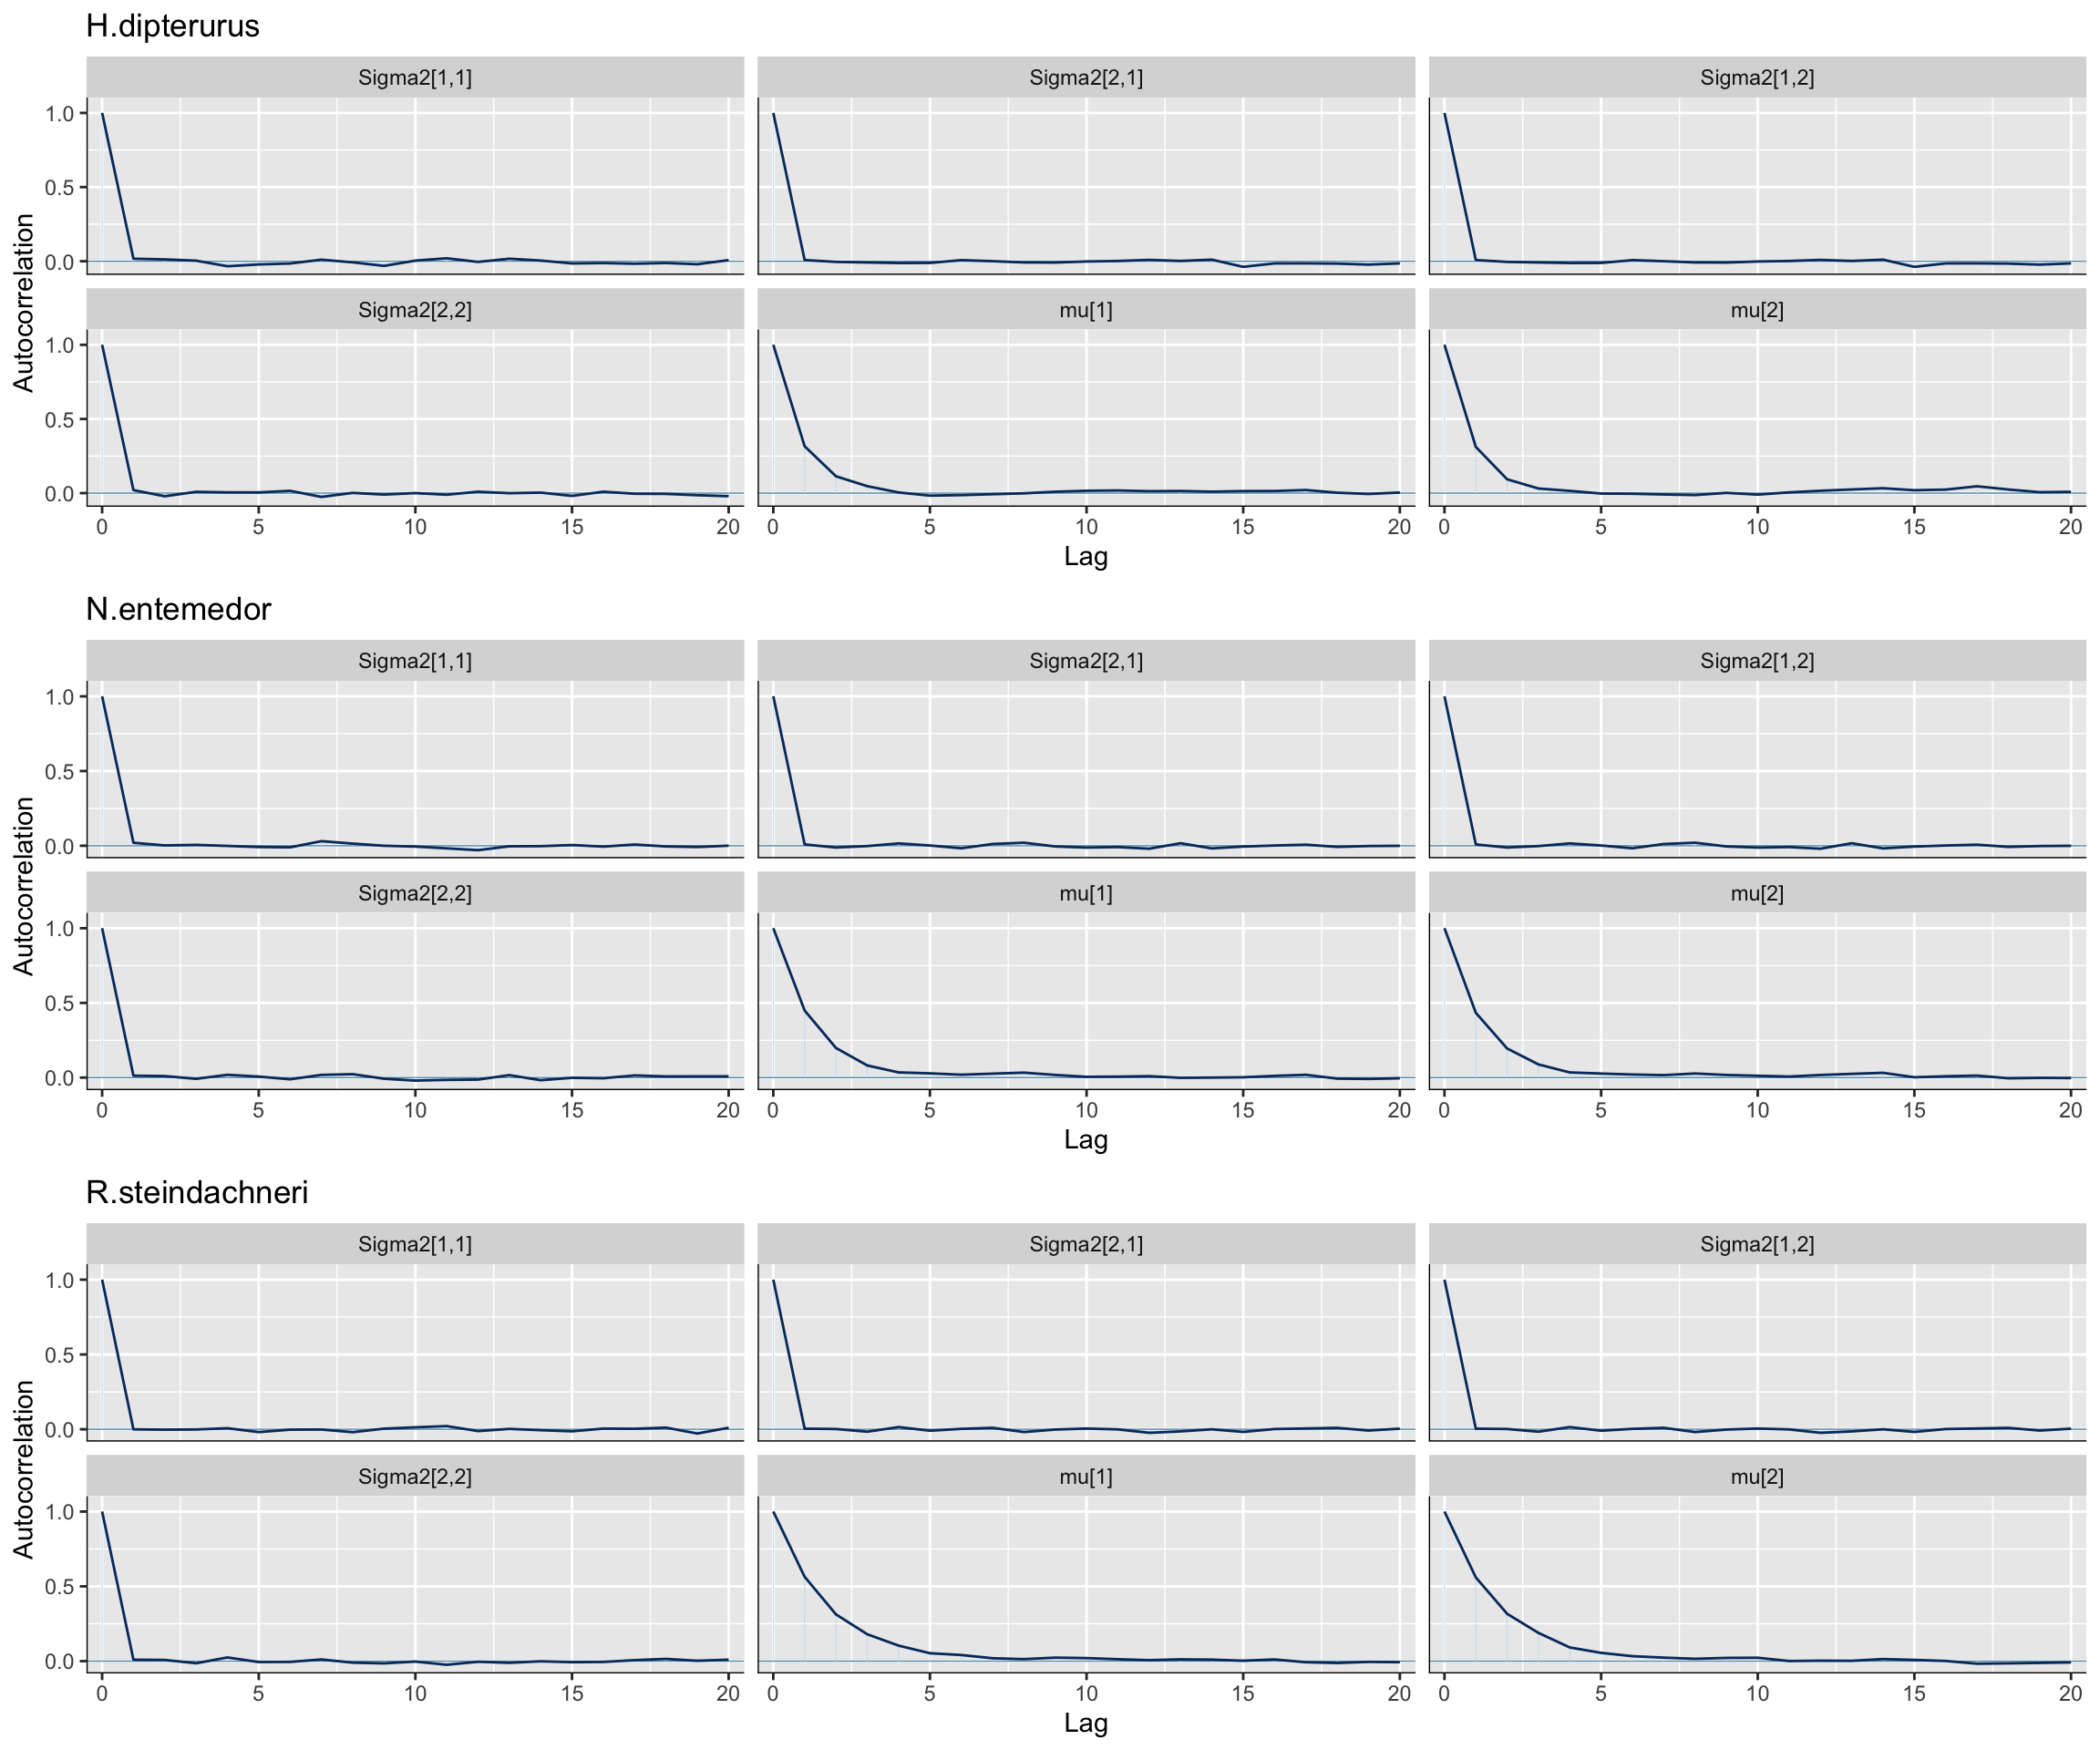 H.dipterurus
Sigma2[1,1] Sigma2[2,1] Sigma2[1,2]
1.0
0.5
0.0
Autocorrelation
Sigma2[2,2] mu[1] mu[2]
1.0
0.5
0.0
0 5 10 15 20 0 5 10 15 20 0 5 10 15 20
Lag
N.entemedor
Sigma2[1,1] Sigma2[2,1] Sigma2[1,2]
1.0
0.5
0.0
Autocorrelation
Sigma2[2,2] mu[1] mu[2]
1.0
0.5
0.0
0 5 10 15 20 0 5 10 15 20 0 5 10 15 20
Lag
R.steindachneri
Sigma2[1,1] Sigma2[2,1] Sigma2[1,2]
1.0
0.5
0.0
Autocorrelation
Sigma2[2,2] mu[1] mu[2]
1.0
0.5
0.0
0 5 10 15 20 0 5 10 15 20 0 5 10 15 20
Lag